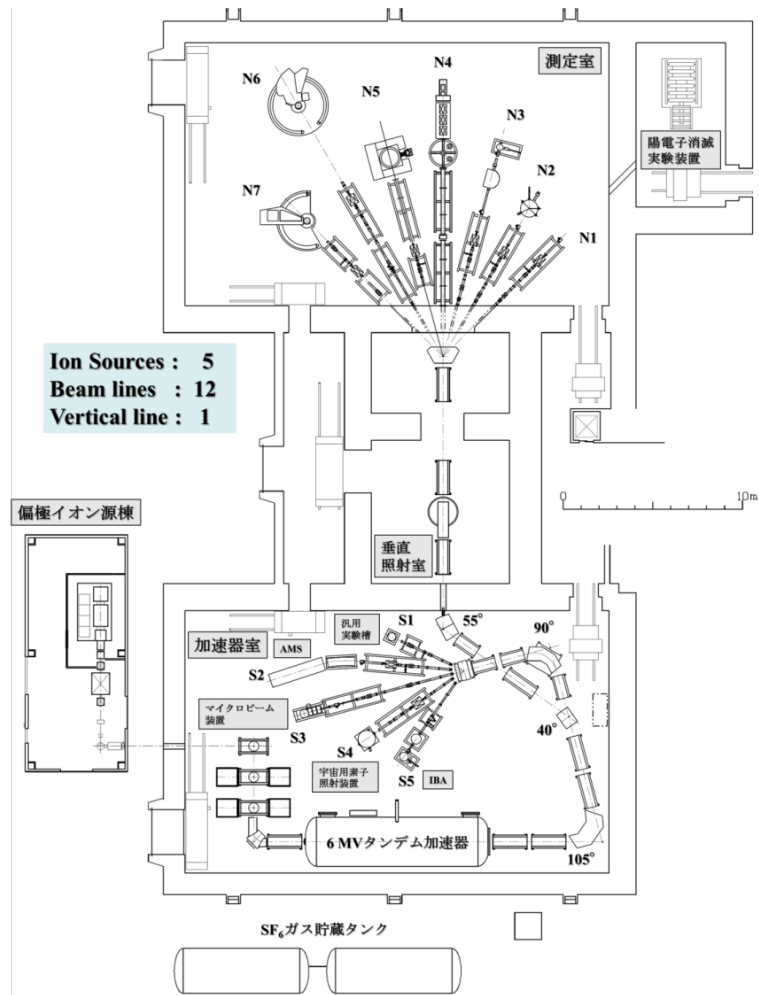 測定室
N4
N6
N5
N3
陽電子消滅
実験装置
N2
N7
N1
Ion Sources : 5
Beam lines : 12
Vertical line : 1
0
10m
偏極イオン源棟
垂直
照射室
加速器室
AMS
汎用
実験槽
S1
55°
90°
S2
マイクロビーム
装置
S3
S4
40°
宇宙用素子
照射装置
S5
IBA
6 MVタンデム加速器
105°
SF₆ガス貯蔵タンク